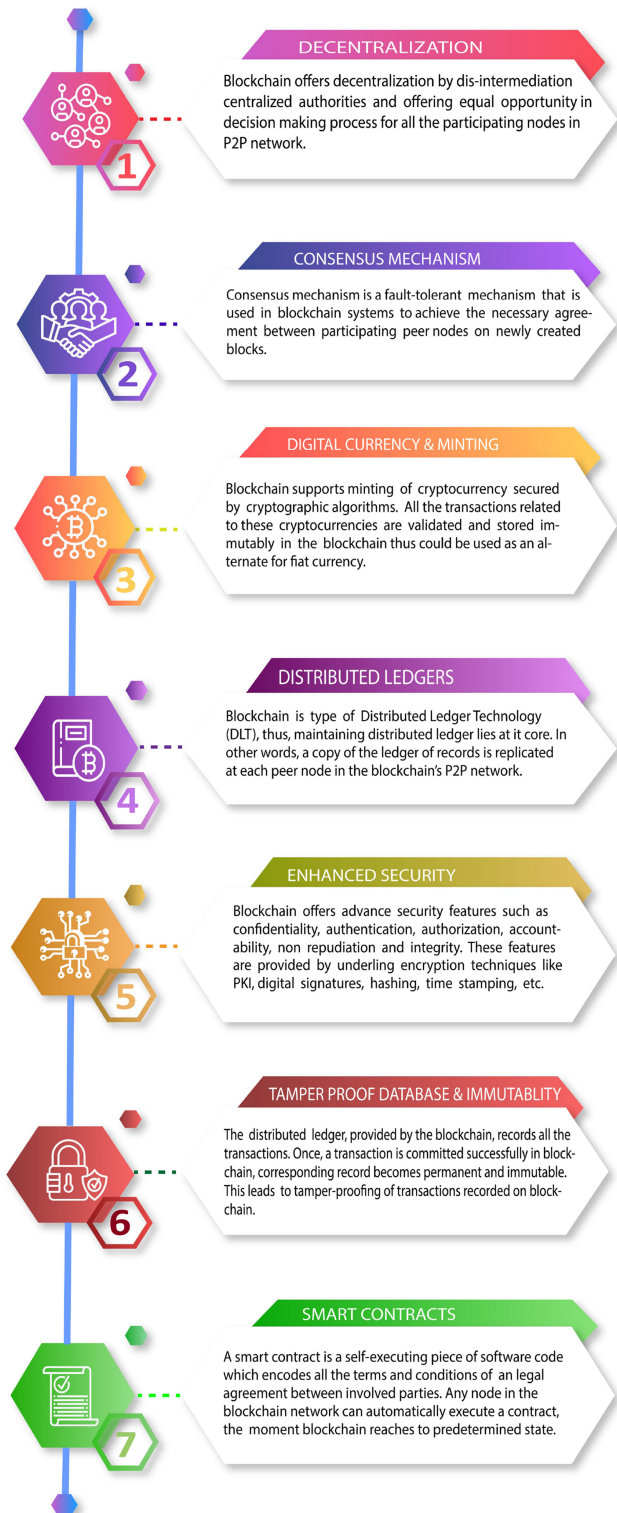 DECENTRALIZATION
Blockchain offers decentralization by dis-intermediation
centralized authorities and offering equal opportunity in
decision making process for all the participating nodes in
P2P network.
1
CONSENSUS MECHANISM
Consensus mechanism is a fault-tolerant mechanism that is
used in blockchain systems to achieve the necessary agree-
ment between participating peer nodes on newly created
blocks.
2
DIGITAL CURRENCY & MINTING
Blockchain supports minting of cryptocurrency secured
by cryptographic algorithms. All the transactions related
to these cryptocurrencies are validated and stored im-
mutably in the blockchain thus could be used as an al-
ternate for fiat currency.
3
DISTRIBUTED LEDGERS
Blockchain is type of Distributed Ledger Technology
(DLT), thus, maintaining distributed ledger lies at it core. In
other words, a copy of the ledger of records is replicated
at each peer node in the blockchain's P2P network.
4
ENHANCED SECURITY
Blockchain offers advance security features such as
confidentiality, authentication, authorization, account-
ability, non repudiation and integrity. These features
are provided by underling encryption techniques like
PKI, digital signatures, hashing, time stamping, etc.
5
TAMPER PROOF DATABASE & IMMUTABLITY
The distributed ledger, provided by the blockchain, records all the
transactions. Once, a transaction is committed successfully in block-
chain, corresponding record becomes permanent and immutable.
This leads to tamper-proofing of transactions recorded on block-
chain.
6
SMART CONTRACTS
A smart contract is a self-executing piece of software code
which encodes all the terms and conditions of an legal
agreement between involved parties. Any node in the
blockchain network can automatically execute a contract,
the moment blockchain reaches to predetermined state.
7